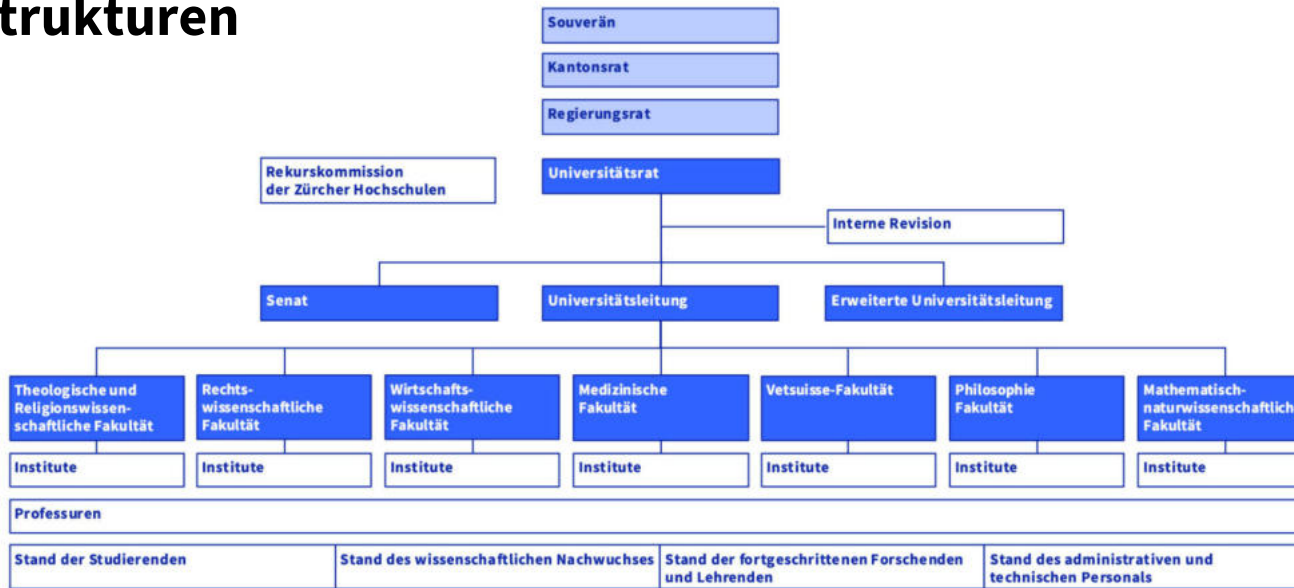 trukturen
Souverän
Kantonsrat
Regierungsrat
Rekurskommission
der Zürcher Hochschulen
Universitätsrat
Interne Revision
Senat
Universitätsleitung
Erweiterte Universitätsleitung
Theologische und
Religionswissen-
schaftliche Fakultät
Rechts-
wissenschaftliche
Fakultät
Wirtschafts-
wissenschaftliche
Fakultät
Medizinische
Fakultät
Vetsuisse-Fakultät
Philosophie
Fakultät
Mathematisch-
naturwissenschaftlich
Fakultät
Institute
Institute
Institute
Institute
Institute
Institute
Institute
Professuren
Stand der Studierenden
Stand des wissenschaftlichen Nachwuchses
Stand der fortgeschrittenen Forschenden
und Lehrenden
Stand des administrativen und
technischen Personals